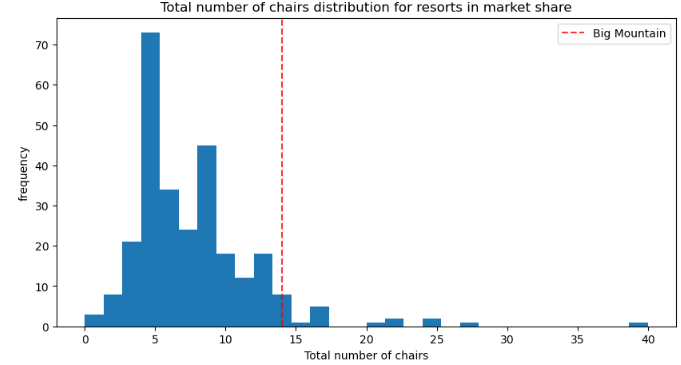 Total number of chairs distribution for resorts in market share
Big Mountain
frequency
70
60
50
40
30
20
10
0
0 5 10 15 20 25 30 35 40
Total number of chairs